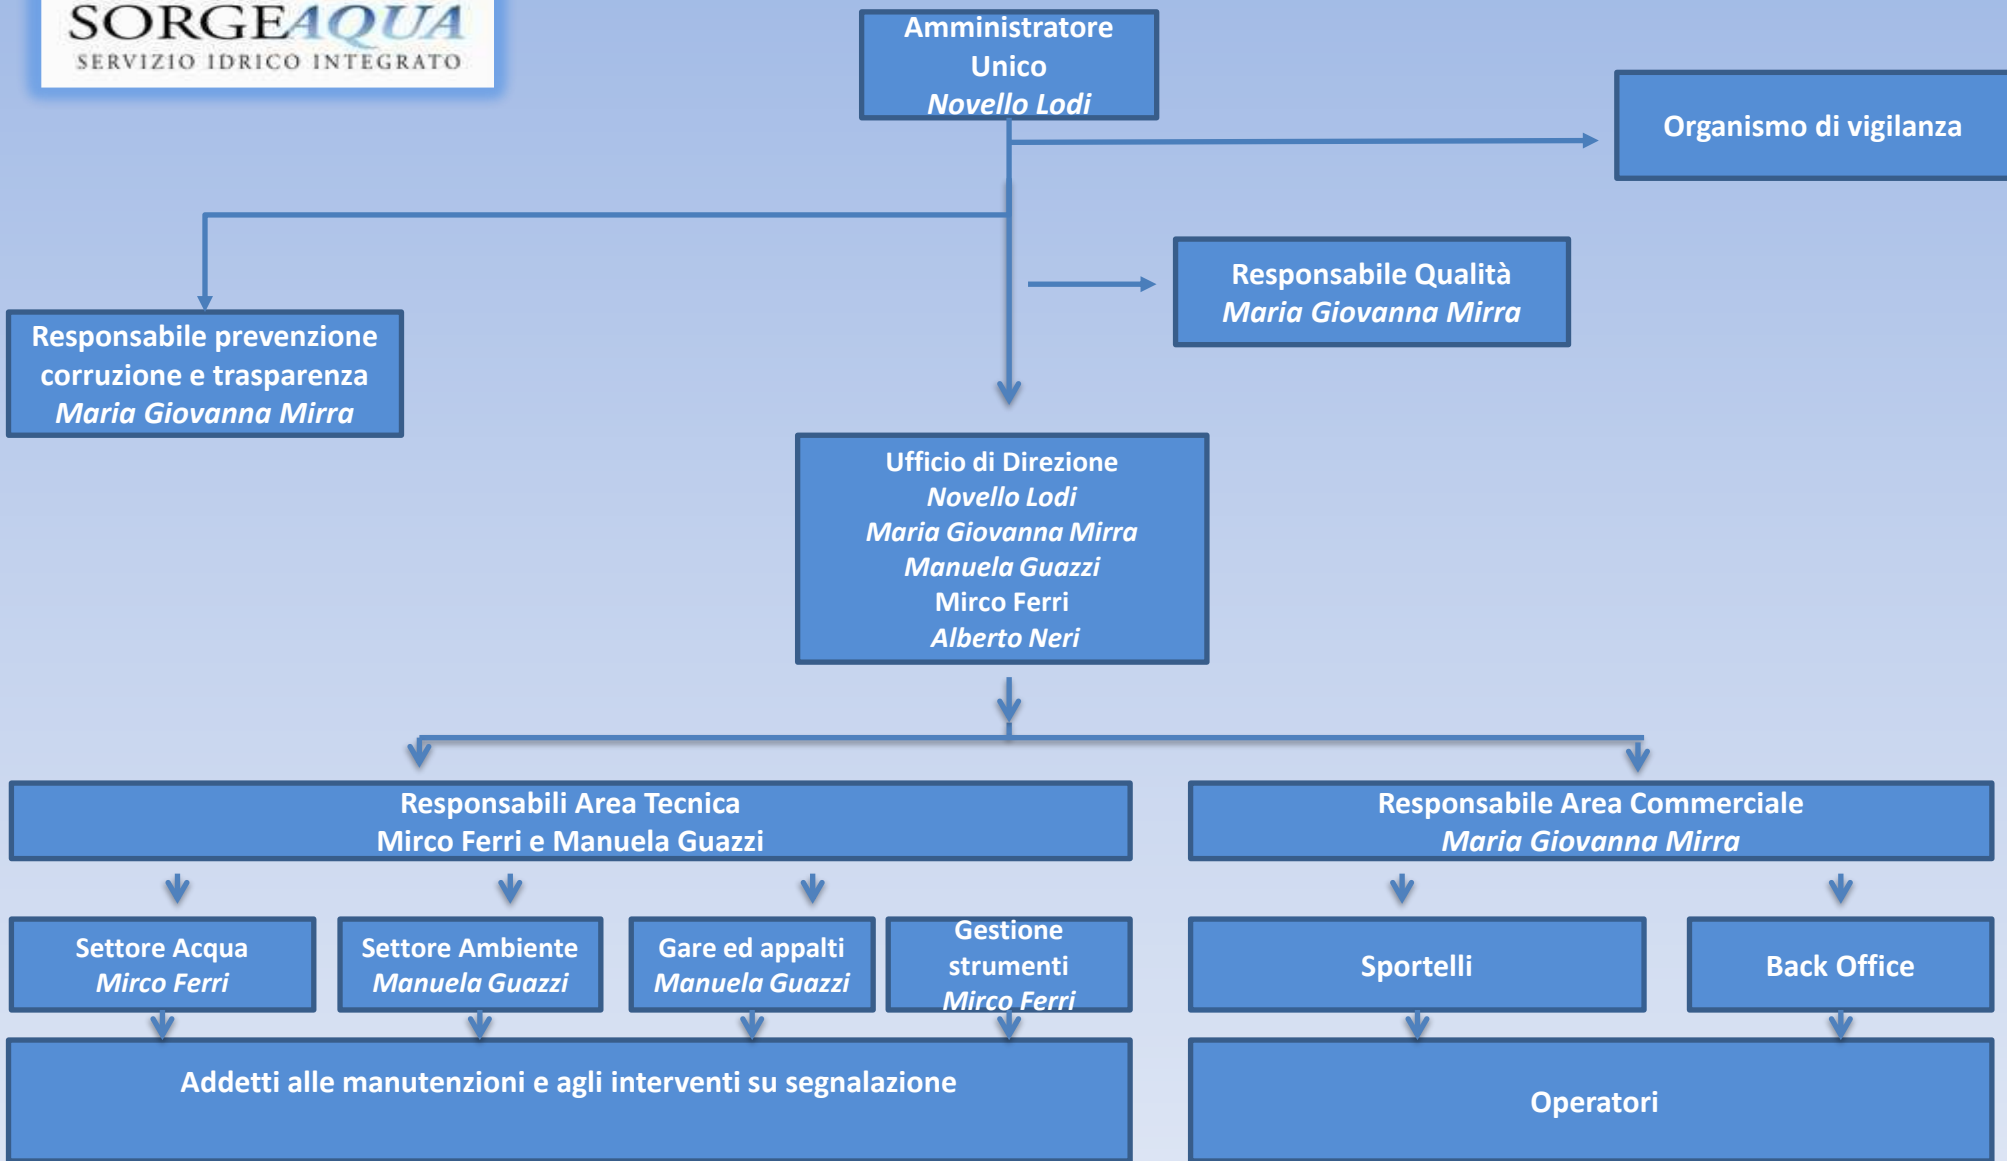 SORGEAQUA
SERVIZIO IDRICO INTEGRATO
Amministratore
Unico
Novello Lodi
Organismo di vigilanza
Responsabile Qualità
Maria Giovanna Mirra
Responsabile prevenzione
corruzione e trasparenza
Maria Giovanna Mirra
Ufficio di Direzione
Novello Lodi
Maria Giovanna Mirra
Manuela Guazzi
Mirco Ferri
Alberto Neri
Responsabili Area Tecnica
Mirco Ferri e Manuela Guazzi
Responsabile Area Commerciale
Maria Giovanna Mirra
Settore Acqua
Mirco Ferri
Settore Ambiente
Manuela Guazzi
Gare ed appalti
Manuela Guazzi
Gestione
strumenti
Mirco Ferri
Sportelli
Back Office
Addetti alle manutenzioni e agli interventi su segnalazione
Operatori